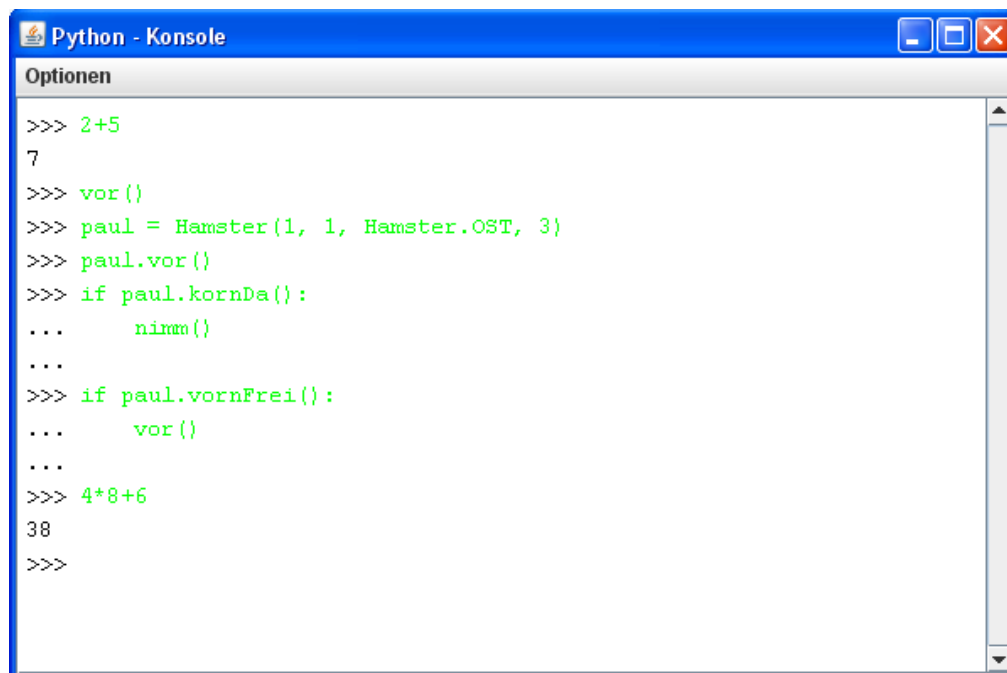 Python - Konsole
Optionen
>>> 2+5
7
>>> vor()
>>> paul = Hamster(1, 1, Hamster.OST, 3)
>>> paul.vor()
>>> if paul.kornDa():
...     nimm()
...
>>> if paul.vornFrei():
...     vor()
...
>>> 4*8+6
38
>>>